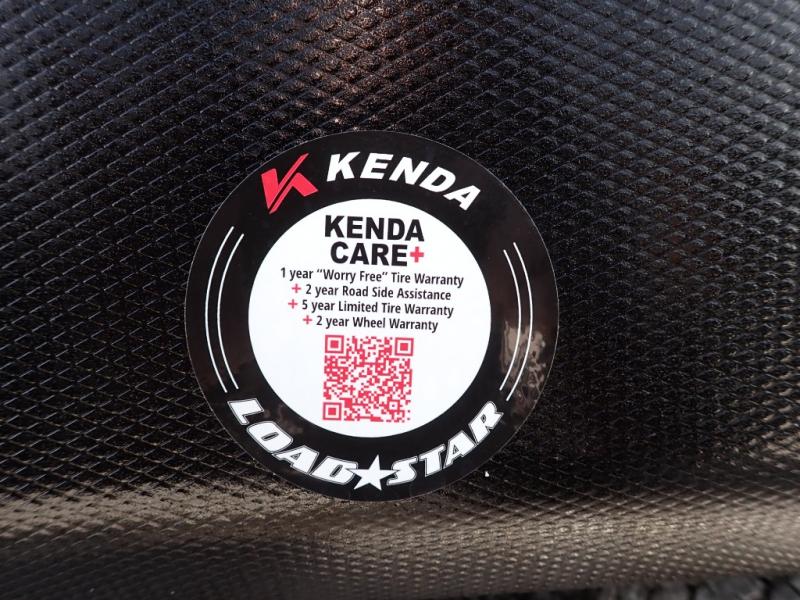 KENDA
KENDA
CARE+
1 year “Worry Free” Tire Warranty
+ 2 year Road Side Assistance
+ 5 year Limited Tire Warranty
+ 2 year Wheel Warranty
LOAD★STAR